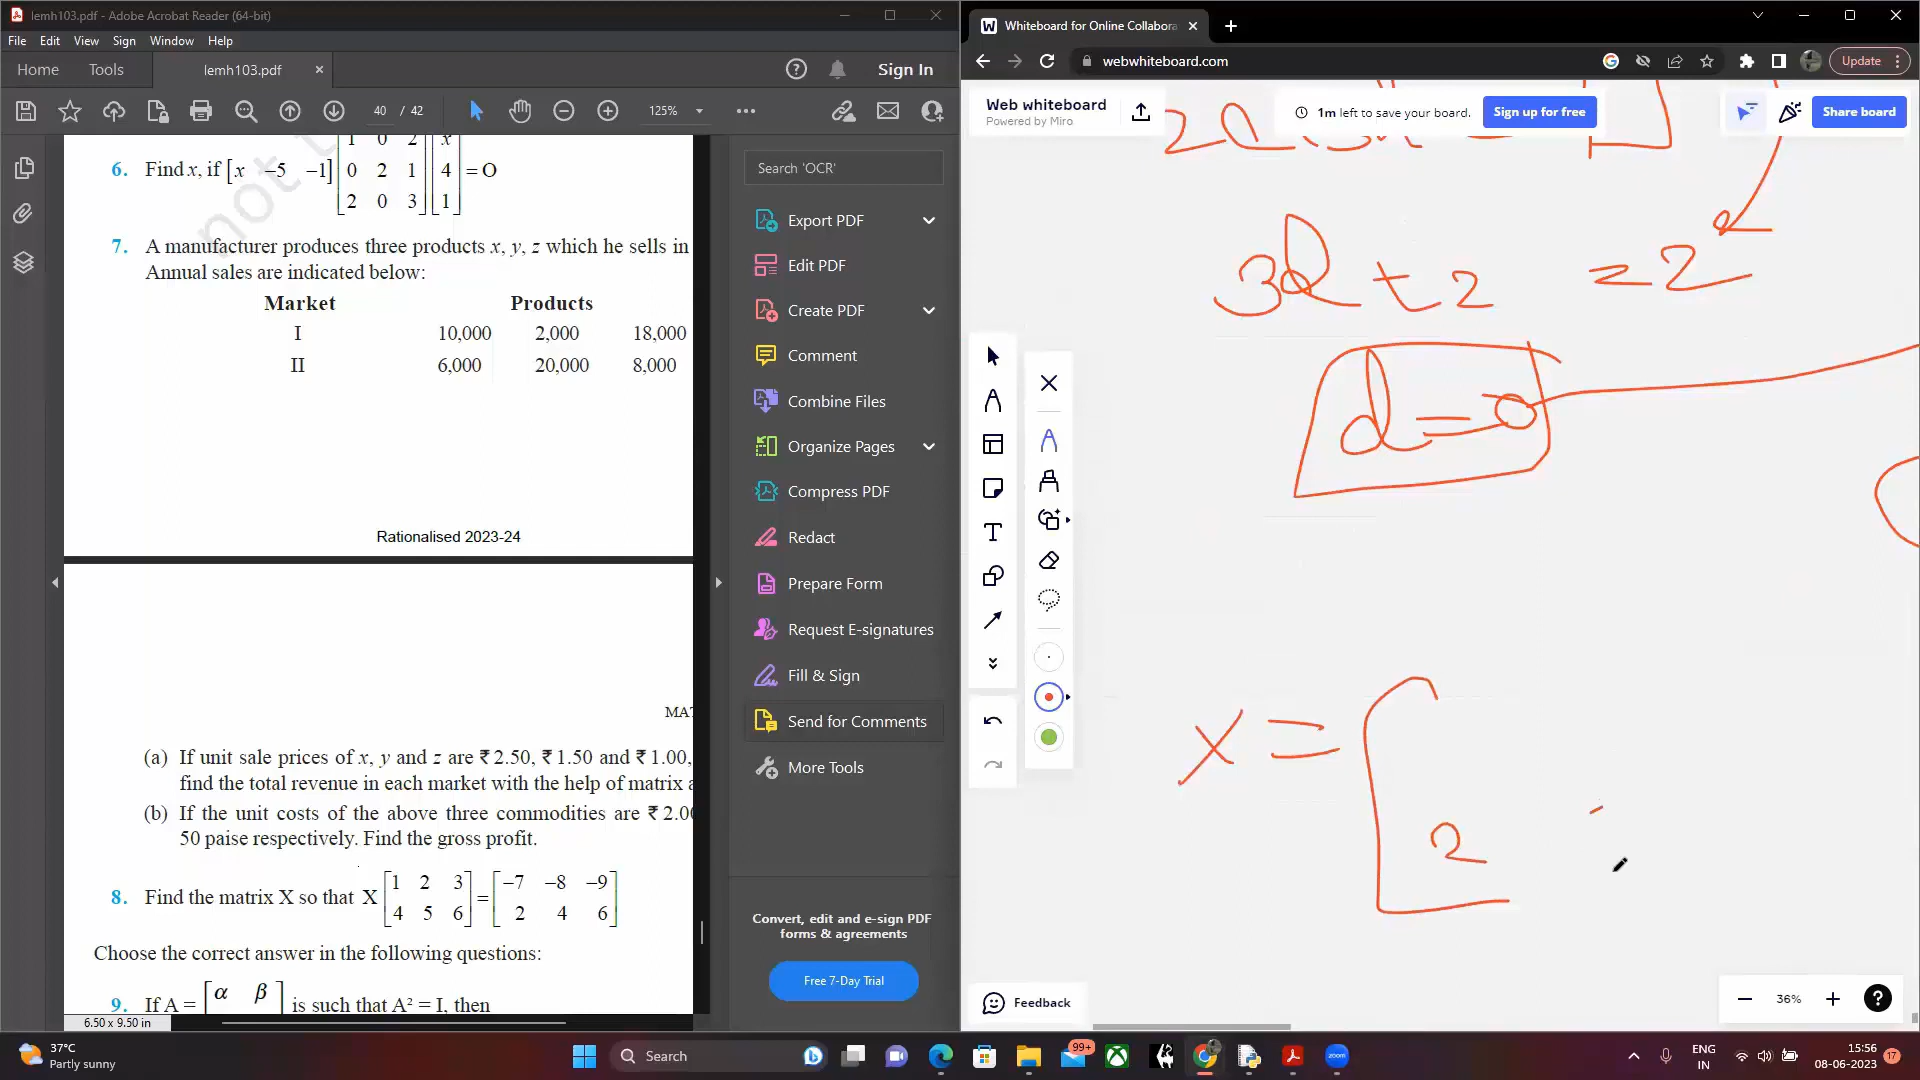 lemh103.pdf - Adobe Acrobat Reader (64-bit)
File Edit View Sign Window Help
Home Tools lemh103.pdf Sign In
40 / 42 125%
not
1 0 2 x
6. Find x, if [x −5 −1] 0 2 1 4 = O
2 0 3 1
7. A manufacturer produces three products x, y, z which he sells in
Annual sales are indicated below:
Market Products
I 10,000 2,000 18,000
II 6,000 20,000 8,000
Rationalised 2023-24
MAT
(a) If unit sale prices of x, y and z are ₹ 2.50, ₹ 1.50 and ₹ 1.00,
find the total revenue in each market with the help of matrix a
(b) If the unit costs of the above three commodities are ₹ 2.00
50 paise respectively. Find the gross profit.
8. Find the matrix X so that X [1 2 3] = [−7 −8 −9]
[4 5 6] [2 4 6]
Choose the correct answer in the following questions:
9. If A = [α β] is such that A² = I, then
6.50 x 9.50 in
Search 'OCR'
Export PDF
Edit PDF
Create PDF
Comment
Combine Files
Organize Pages
Compress PDF
Redact
Prepare Form
Request E-signatures
Fill & Sign
Send for Comments
More Tools
Convert, edit and e-sign PDF
forms & agreements
Free 7-Day Trial
Whiteboard for Online Collabora
webwhiteboard.com
Update
Web whiteboard
Powered by Miro
1m left to save your board. Sign up for free
Share board
3d + 2 = 2
d = 0
X = [
2 -
Feedback
36%
37°C
Partly sunny
Search
99+
zoom
ENG
IN
15:56
08-06-2023
17